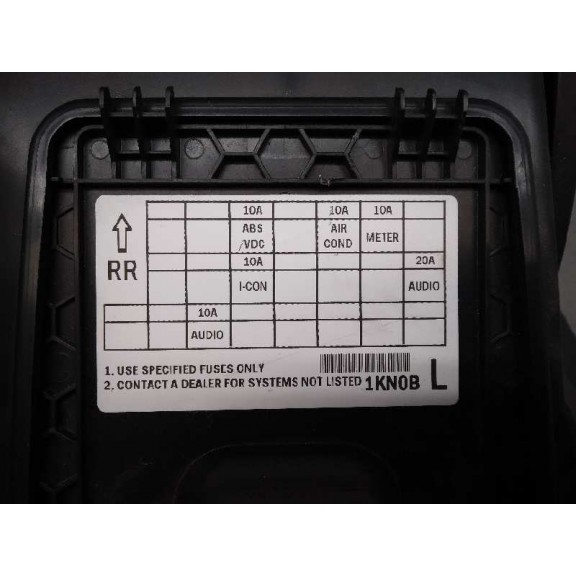 10A 10A 10A
ABS AIR
/VDC COND METER
RR
10A 20A
I-CON AUDIO
10A
AUDIO
1. USE SPECIFIED FUSES ONLY
2. CONTACT A DEALER FOR SYSTEMS NOT LISTED 1KN0B L